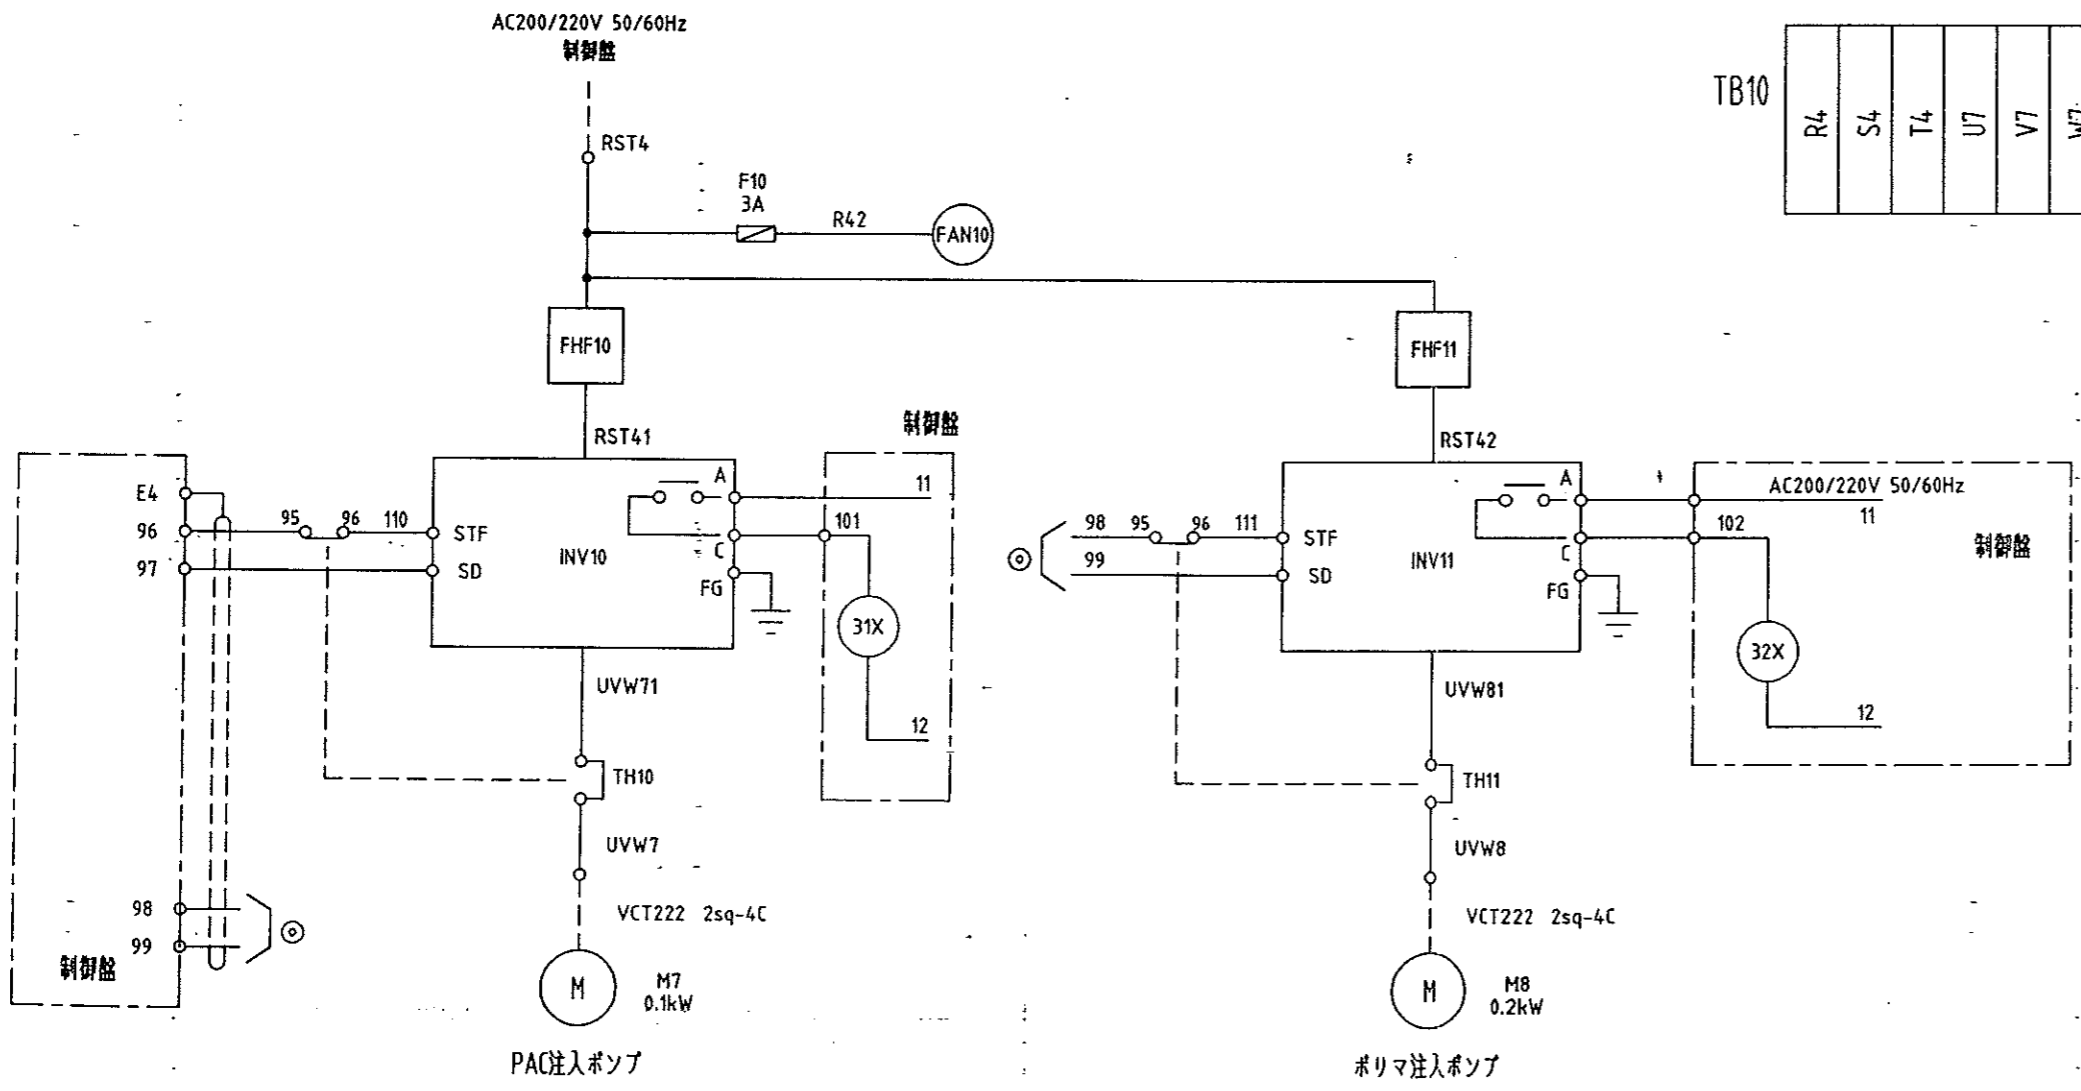 AC200/220V 50/60Hz
制御盤
RST4
TB10
R4
S4
T4
U7
V7
W7
F10
3A
R42
FAN10
FHF10
FHF11
RST41
RST42
制御盤
E4
96
97
95
96
110
STF
SD
INV10
A
C
FG
11
101
31X
12
98
99
95
96
111
STF
SD
INV11
A
C
FG
AC200/220V 50/60Hz
11
102
制御盤
32X
12
UVW71
TH10
UVW7
UVW81
TH11
UVW8
98
99
制御盤
VCT222 2sq-4C
VCT222 2sq-4C
M
M7
0.1kW
M
M8
0.2kW
PAC注入ポンプ
ポリマ注入ポンプ